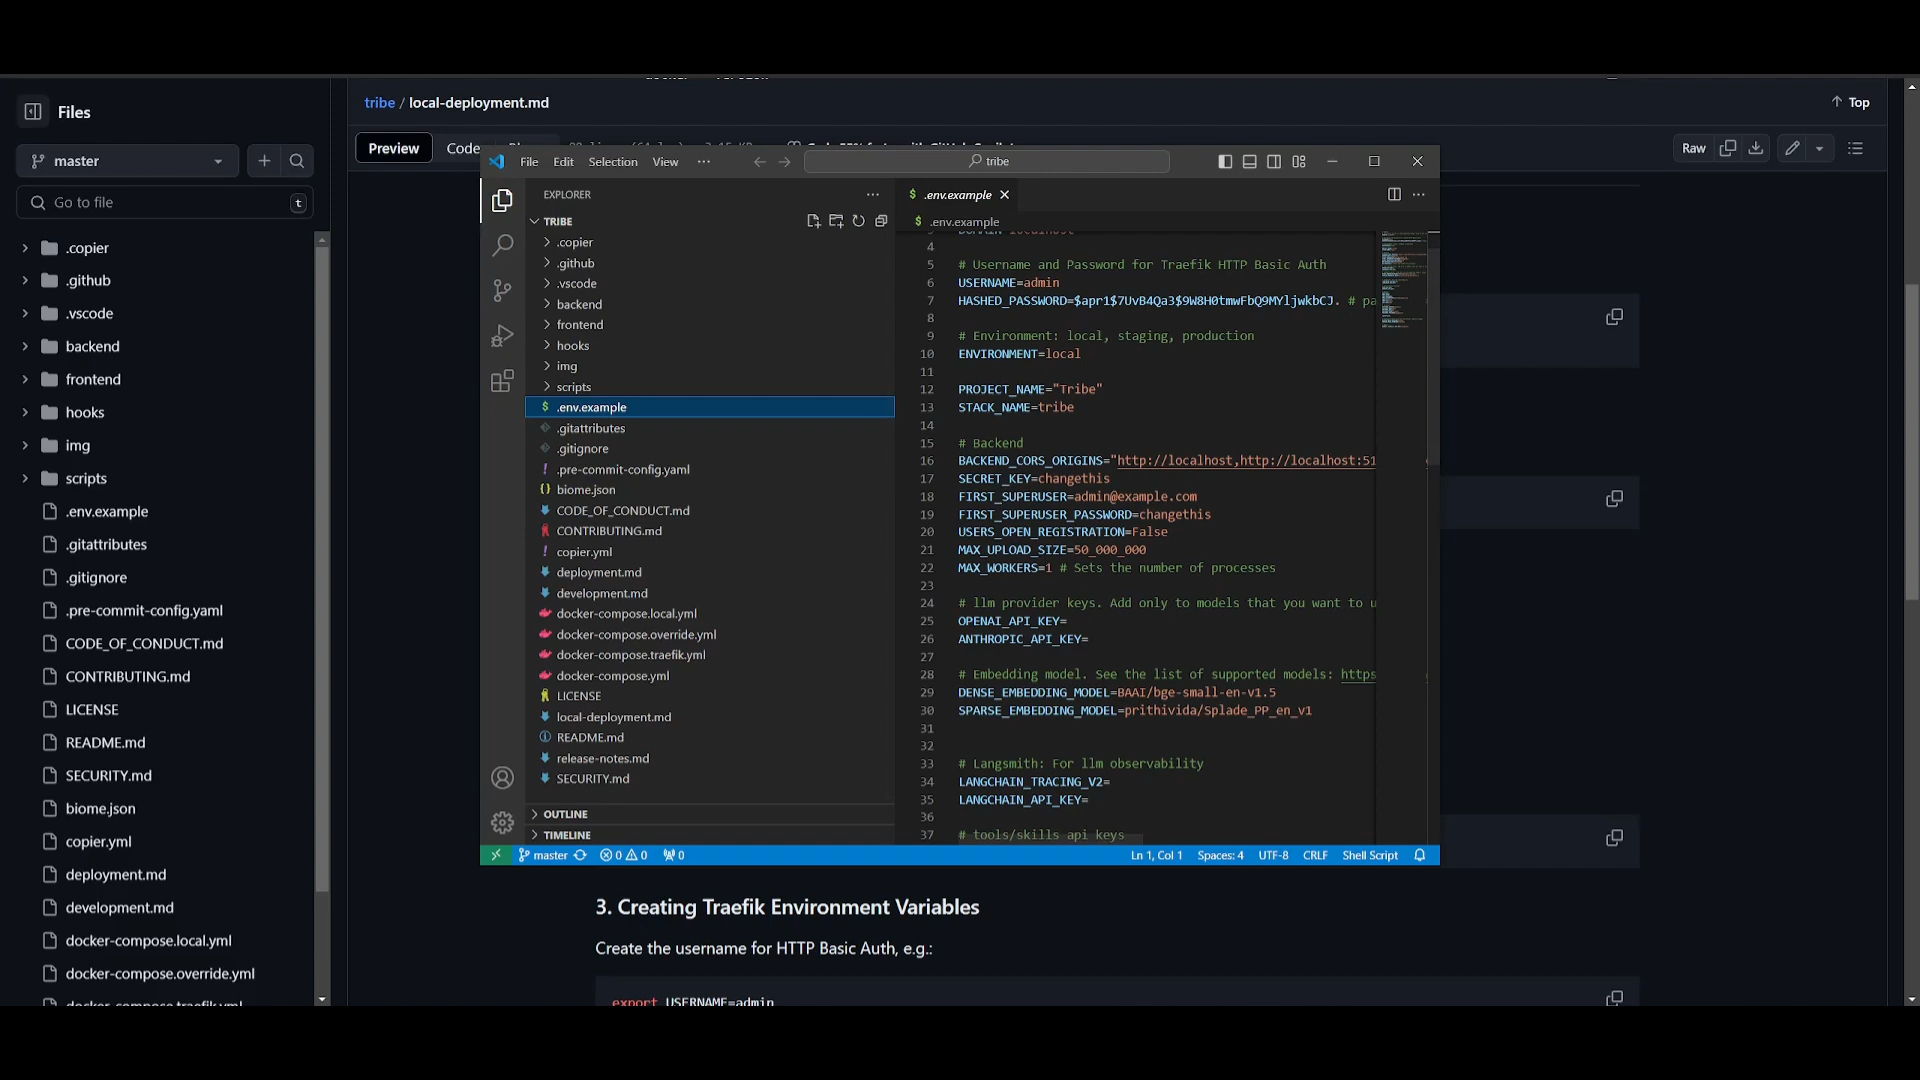 Files
master
Go to file
t
.copier
.github
.vscode
backend
frontend
hooks
img
scripts
.env.example
.gitattributes
.gitignore
.pre-commit-config.yaml
CODE_OF_CONDUCT.md
CONTRIBUTING.md
LICENSE
README.md
SECURITY.md
biome.json
copier.yml
deployment.md
development.md
docker-compose.local.yml
docker-compose.override.yml
docker-compose.traefik.yml
tribe / local-deployment.md
Top
Preview
Code
Raw
File Edit Selection View ···
tribe
EXPLORER
TRIBE
.copier
.github
.vscode
backend
frontend
hooks
img
scripts
$ .env.example
.gitattributes
.gitignore
! .pre-commit-config.yaml
{} biome.json
CODE_OF_CONDUCT.md
CONTRIBUTING.md
! copier.yml
deployment.md
development.md
docker-compose.local.yml
docker-compose.override.yml
docker-compose.traefik.yml
docker-compose.yml
LICENSE
local-deployment.md
README.md
release-notes.md
SECURITY.md
OUTLINE
TIMELINE
$ .env.example
$ .env.example
4
5 # Username and Password for Traefik HTTP Basic Auth
6 USERNAME=admin
7 HASHED_PASSWORD=$apr1$7UvB4Qa3$9W8H0tmwFbQ9MYljwkbCJ. # pa
8
9 # Environment: local, staging, production
10 ENVIRONMENT=local
11
12 PROJECT_NAME="Tribe"
13 STACK_NAME=tribe
14
15 # Backend
16 BACKEND_CORS_ORIGINS="http://localhost,http://localhost:51
17 SECRET_KEY=changethis
18 FIRST_SUPERUSER=admin@example.com
19 FIRST_SUPERUSER_PASSWORD=changethis
20 USERS_OPEN_REGISTRATION=False
21 MAX_UPLOAD_SIZE=50_000_000
22 MAX_WORKERS=1 # Sets the number of processes
23
24 # llm provider keys. Add only to models that you want to u
25 OPENAI_API_KEY=
26 ANTHROPIC_API_KEY=
27
28 # Embedding model. See the list of supported models: https
29 DENSE_EMBEDDING_MODEL=BAAI/bge-small-en-v1.5
30 SPARSE_EMBEDDING_MODEL=prithivida/Splade_PP_en_v1
31
32
33 # Langsmith: For llm observability
34 LANGCHAIN_TRACING_V2=
35 LANGCHAIN_API_KEY=
36
37 # tools/skills api keys
master 0 0 0
Ln 1, Col 1 Spaces: 4 UTF-8 CRLF Shell Script
3. Creating Traefik Environment Variables
Create the username for HTTP Basic Auth, e.g.:
export USERNAME=admin